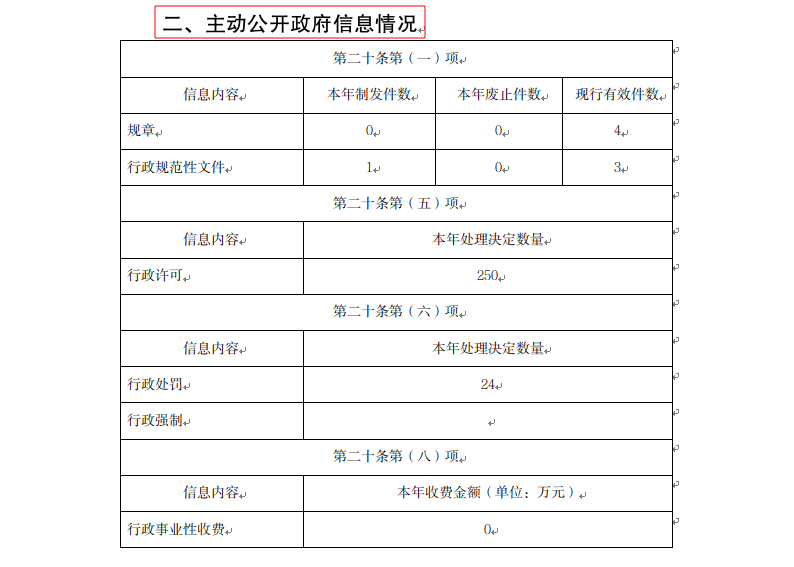 二、主动公开政府信息情况
第二十条第（一）项
信息内容 本年制发件数 本年废止件数 现行有效件数
规章 0 0 4
行政规范性文件 1 0 3
第二十条第（五）项
信息内容 本年处理决定数量
行政许可 250
第二十条第（六）项
信息内容 本年处理决定数量
行政处罚 24
行政强制
第二十条第（八）项
信息内容 本年收费金额（单位：万元）
行政事业性收费 0